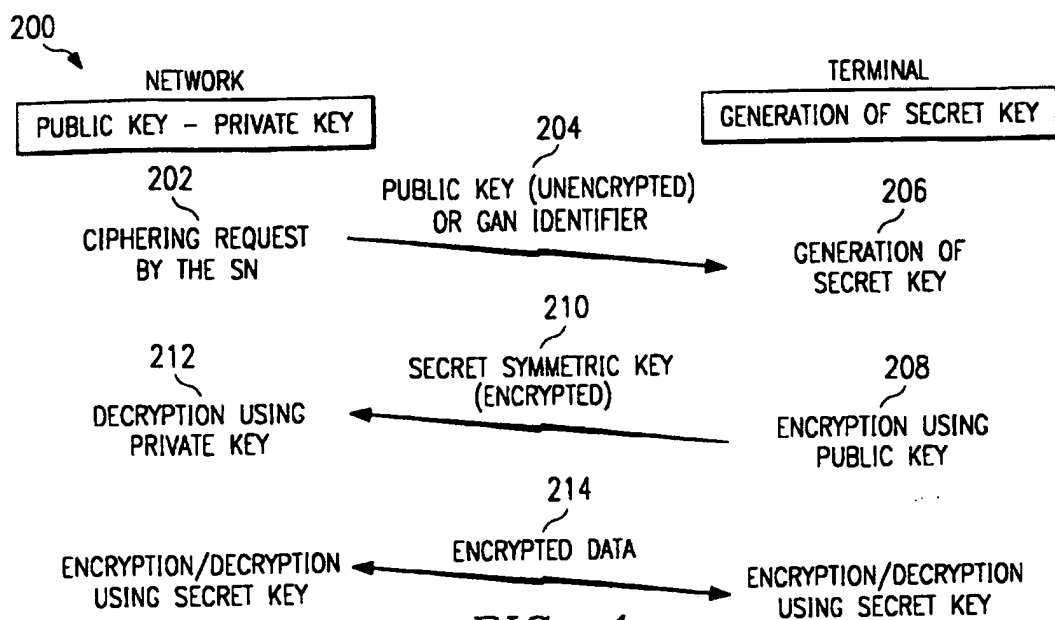 200
NETWORK
PUBLIC KEY – PRIVATE KEY
TERMINAL
GENERATION OF SECRET KEY
202
CIPHERING REQUEST
BY THE SN
204
PUBLIC KEY (UNENCRYPTED)
OR GAN IDENTIFIER
206
GENERATION OF
SECRET KEY
212
DECRYPTION USING
PRIVATE KEY
210
SECRET SYMMETRIC KEY
(ENCRYPTED)
208
ENCRYPTION USING
PUBLIC KEY
214
ENCRYPTED DATA
ENCRYPTION/DECRYPTION
USING SECRET KEY
ENCRYPTION/DECRYPTION
USING SECRET KEY